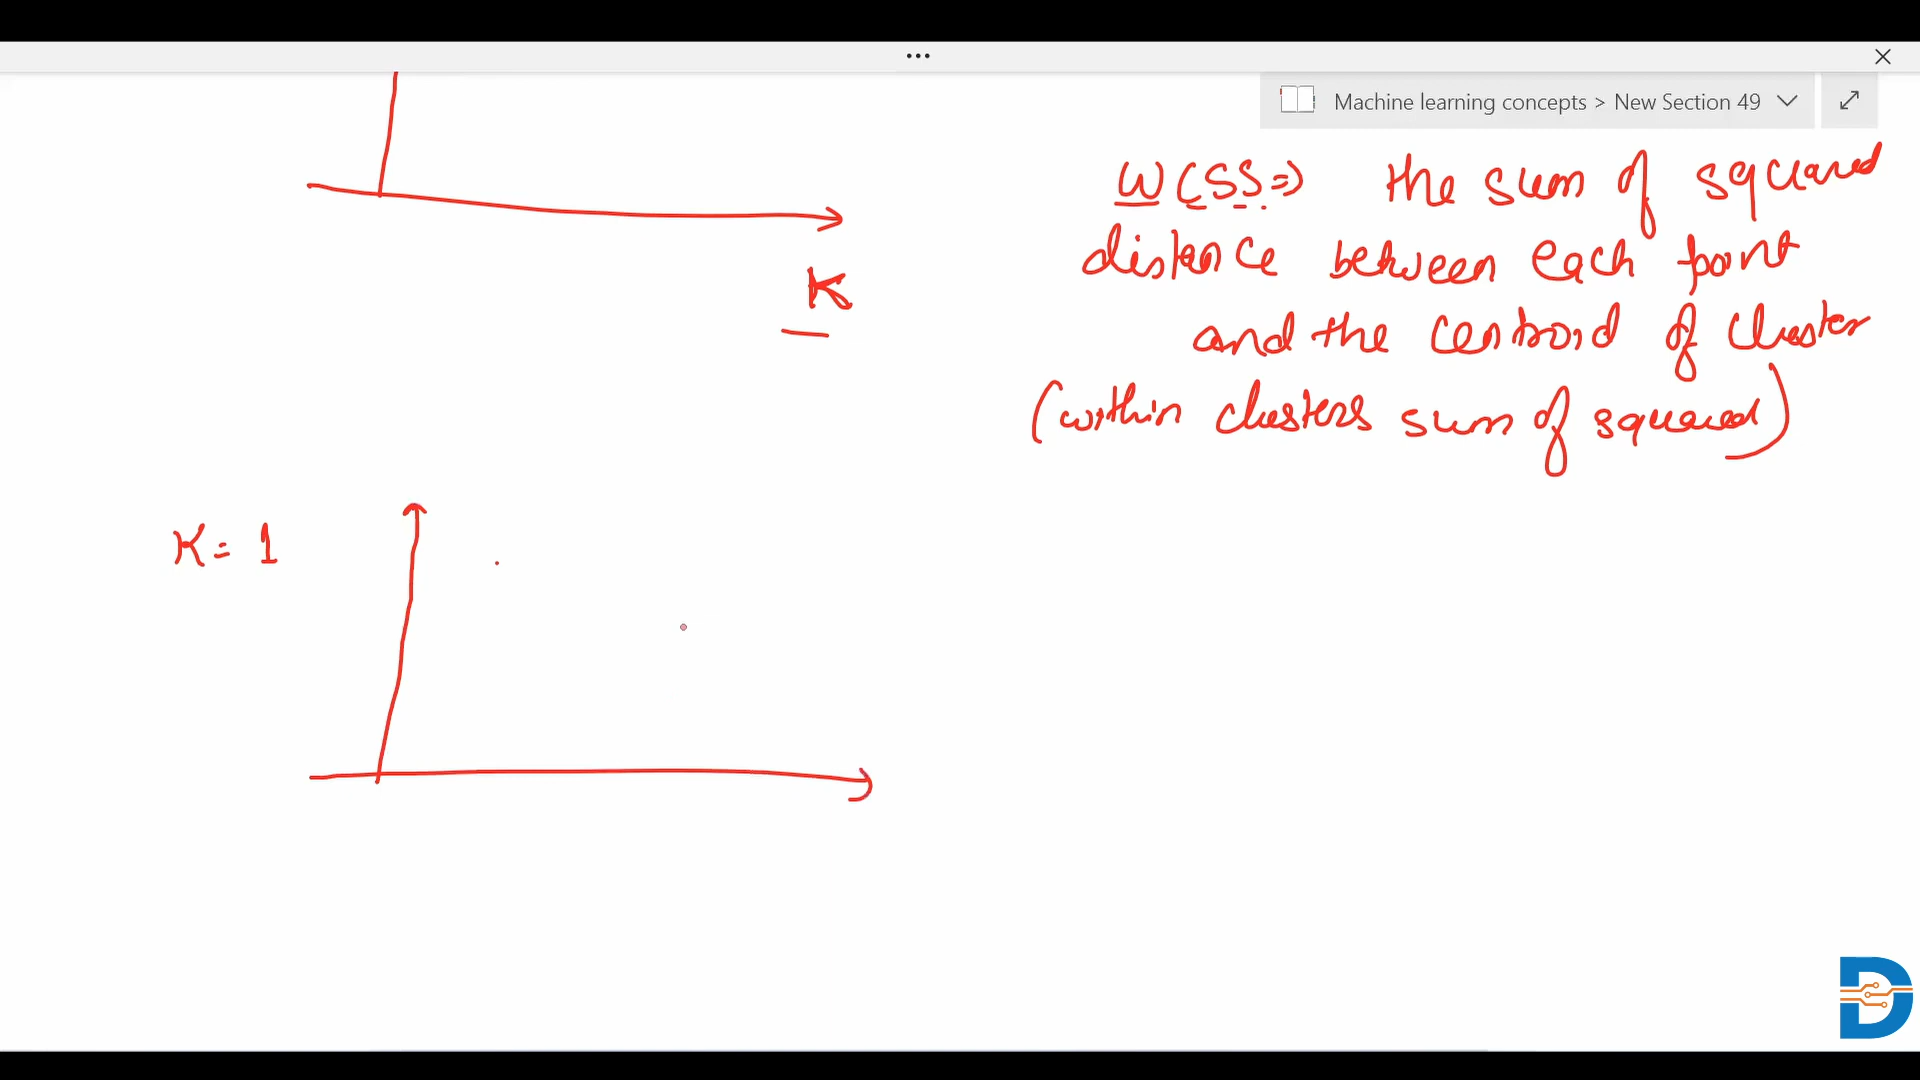 Machine learning concepts > New Section 49
WCSS => the sum of squared
distance between each point
and the centroid of cluster
(within clusters sum of squared)
K
K = 1